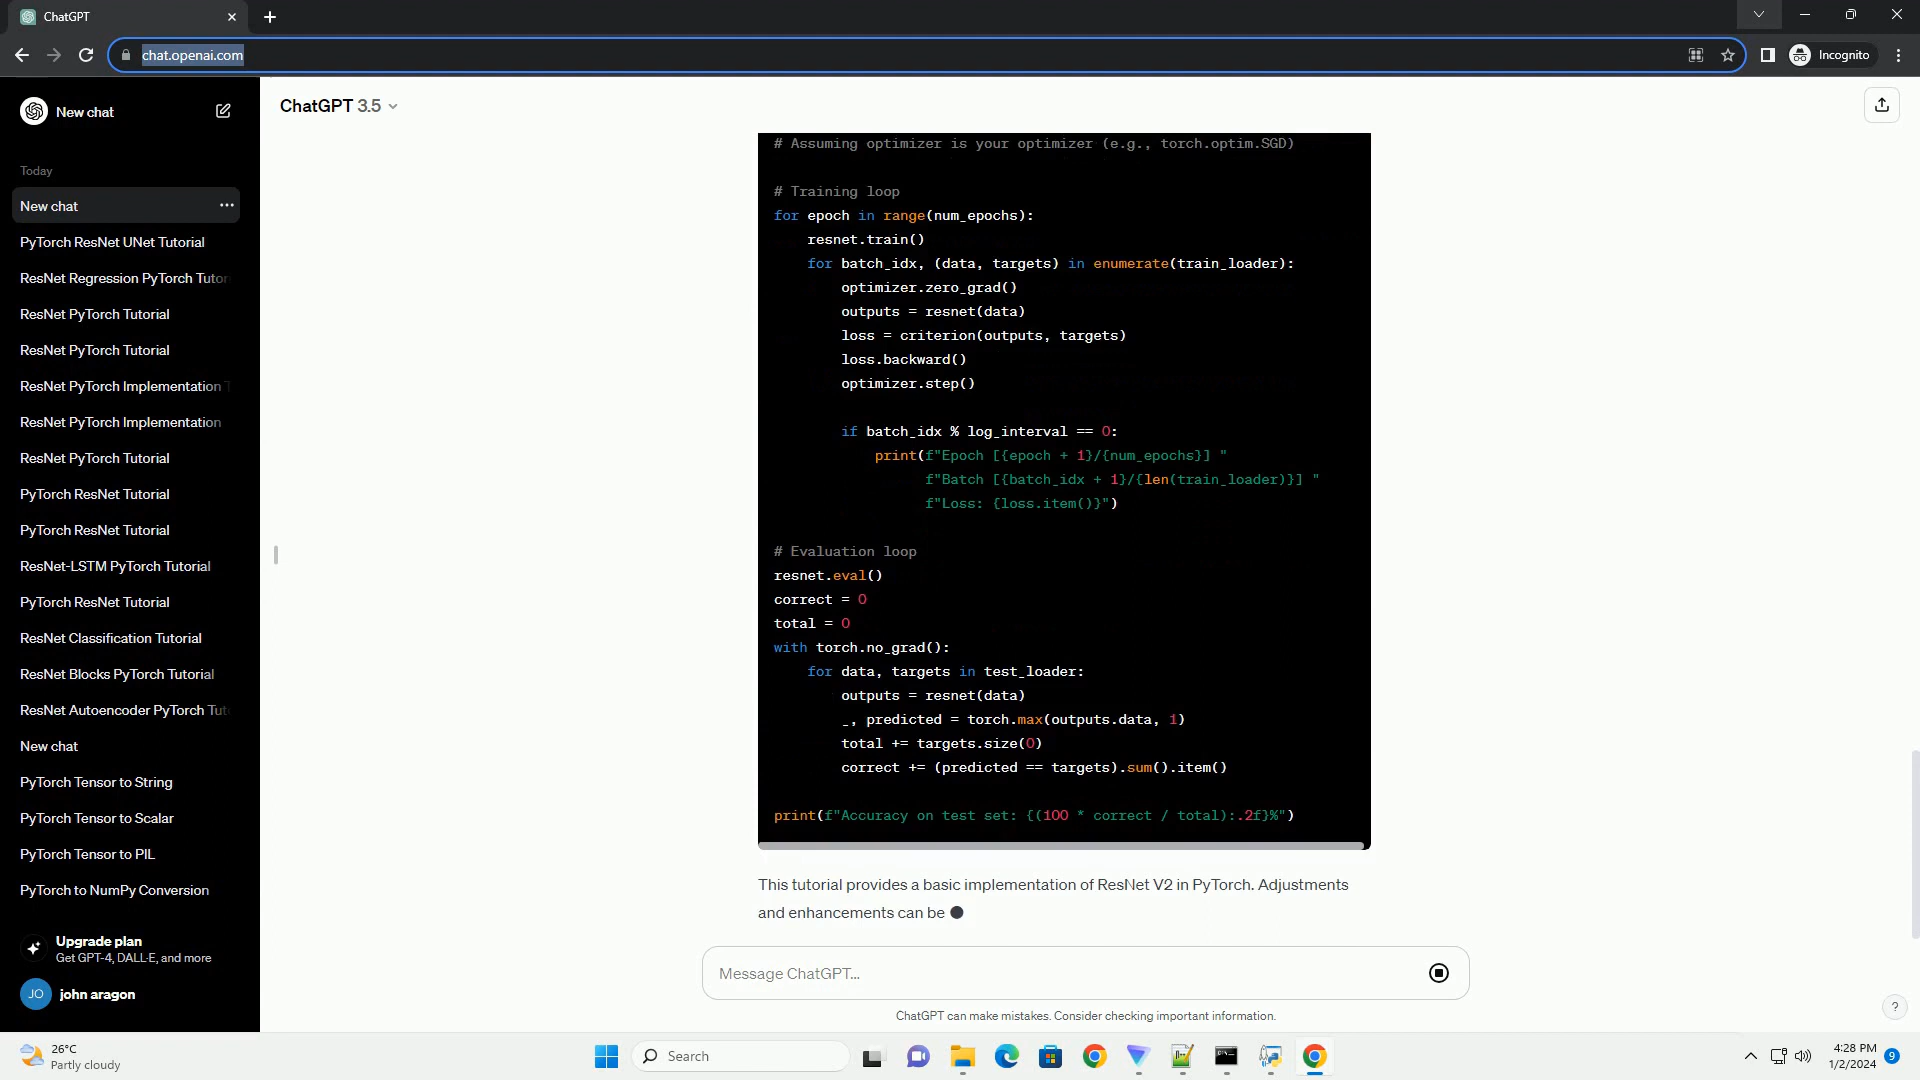 ChatGPT
chat.openai.com
Incognito
New chat
Today
New chat
PyTorch ResNet UNet Tutorial
ResNet Regression PyTorch Tutor
ResNet PyTorch Tutorial
ResNet PyTorch Tutorial
ResNet PyTorch Implementation T
ResNet PyTorch Implementation
ResNet PyTorch Tutorial
PyTorch ResNet Tutorial
PyTorch ResNet Tutorial
ResNet-LSTM PyTorch Tutorial
PyTorch ResNet Tutorial
ResNet Classification Tutorial
ResNet Blocks PyTorch Tutorial
ResNet Autoencoder PyTorch Tut
New chat
PyTorch Tensor to String
PyTorch Tensor to Scalar
PyTorch Tensor to PIL
PyTorch to NumPy Conversion
Upgrade plan
Get GPT-4, DALL·E, and more
JO
john aragon
ChatGPT 3.5
# Assuming optimizer is your optimizer (e.g., torch.optim.SGD)
# Training loop
for epoch in range(num_epochs):
resnet.train()
for batch_idx, (data, targets) in enumerate(train_loader):
optimizer.zero_grad()
outputs = resnet(data)
loss = criterion(outputs, targets)
loss.backward()
optimizer.step()
if batch_idx % log_interval == 0:
print(f"Epoch [{epoch + 1}/{num_epochs}] "
f"Batch [{batch_idx + 1}/{len(train_loader)}] "
f"Loss: {loss.item()}")
# Evaluation loop
resnet.eval()
correct = 0
total = 0
with torch.no_grad():
for data, targets in test_loader:
outputs = resnet(data)
_, predicted = torch.max(outputs.data, 1)
total += targets.size(0)
correct += (predicted == targets).sum().item()
print(f"Accuracy on test set: {(100 * correct / total):.2f}%")
This tutorial provides a basic implementation of ResNet V2 in PyTorch. Adjustments
and enhancements can be
Message ChatGPT...
ChatGPT can make mistakes. Consider checking important information.
?
26°C
Partly cloudy
Search
4:28 PM
1/2/2024
9